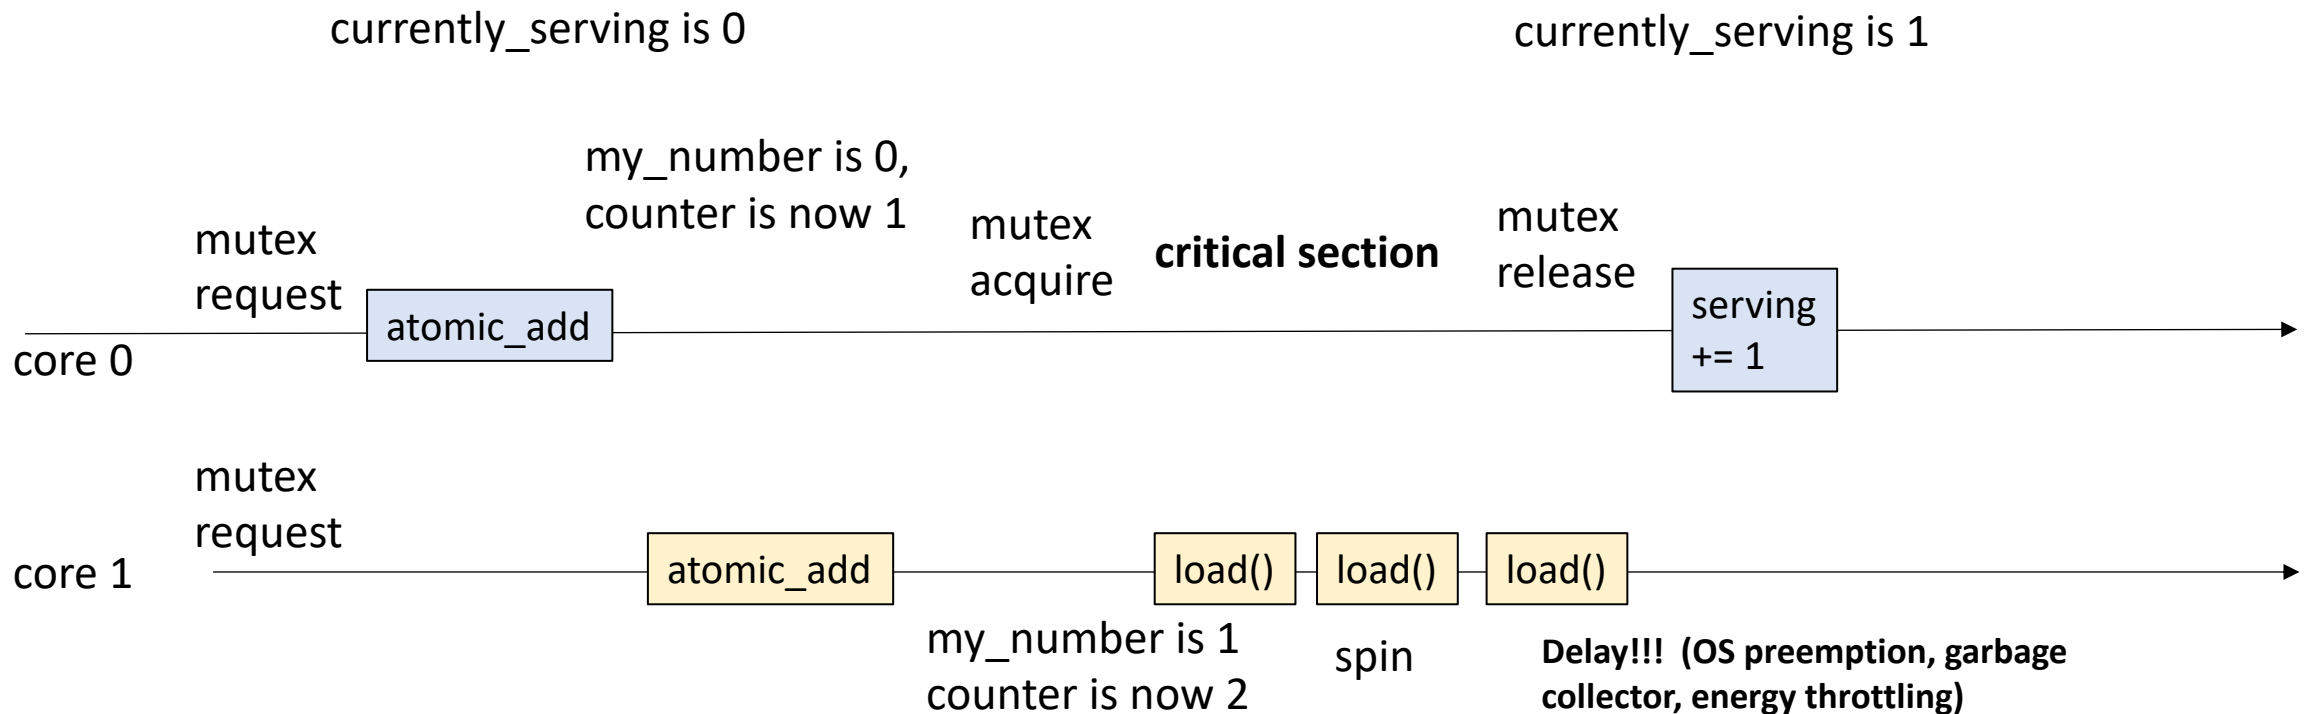 currently_serving is 0
currently_serving is 1
my_number is 0,
counter is now 1
mutex
request
mutex
acquire
critical section
mutex
release
atomic_add
serving
+= 1
core 0
mutex
request
core 1
atomic_add
load()
load()
load()
my_number is 1
counter is now 2
spin
Delay!!! (OS preemption, garbage
collector, energy throttling)